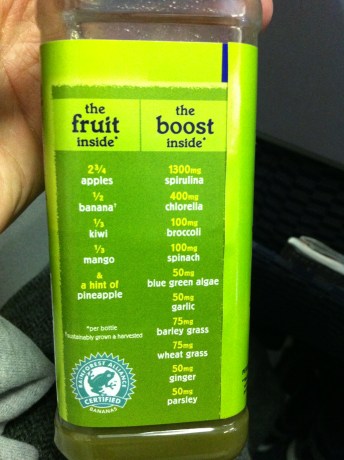 the
fruit
inside*
2¾
apples
½
banana†
⅓
kiwi
⅓
mango
&
a hint of
pineapple
*per bottle
†sustainably grown & harvested
RAINFOREST ALLIANCE
CERTIFIED
BANANAS
the
boost
inside*
1300mg
spirulina
400mg
chlorella
100mg
broccoli
100mg
spinach
50mg
blue green algae
50mg
garlic
75mg
barley grass
75mg
wheat grass
50mg
ginger
50mg
parsley